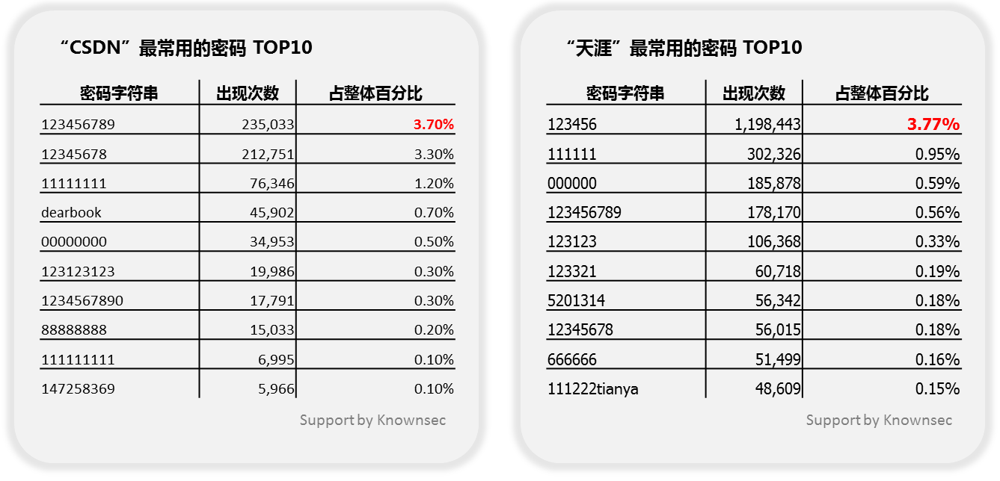 “CSDN”最常用的密码 TOP10
密码字符串 出现次数 占整体百分比
123456789 235,033 3.70%
12345678 212,751 3.30%
11111111 76,346 1.20%
dearbook 45,902 0.70%
00000000 34,953 0.50%
123123123 19,986 0.30%
1234567890 17,791 0.30%
88888888 15,033 0.20%
111111111 6,995 0.10%
147258369 5,966 0.10%
Support by Knownsec
“天涯”最常用的密码 TOP10
密码字符串 出现次数 占整体百分比
123456 1,198,443 3.77%
111111 302,326 0.95%
000000 185,878 0.59%
123456789 178,170 0.56%
123123 106,368 0.33%
123321 60,718 0.19%
5201314 56,342 0.18%
12345678 56,015 0.18%
666666 51,499 0.16%
111222tianya 48,609 0.15%
Support by Knownsec